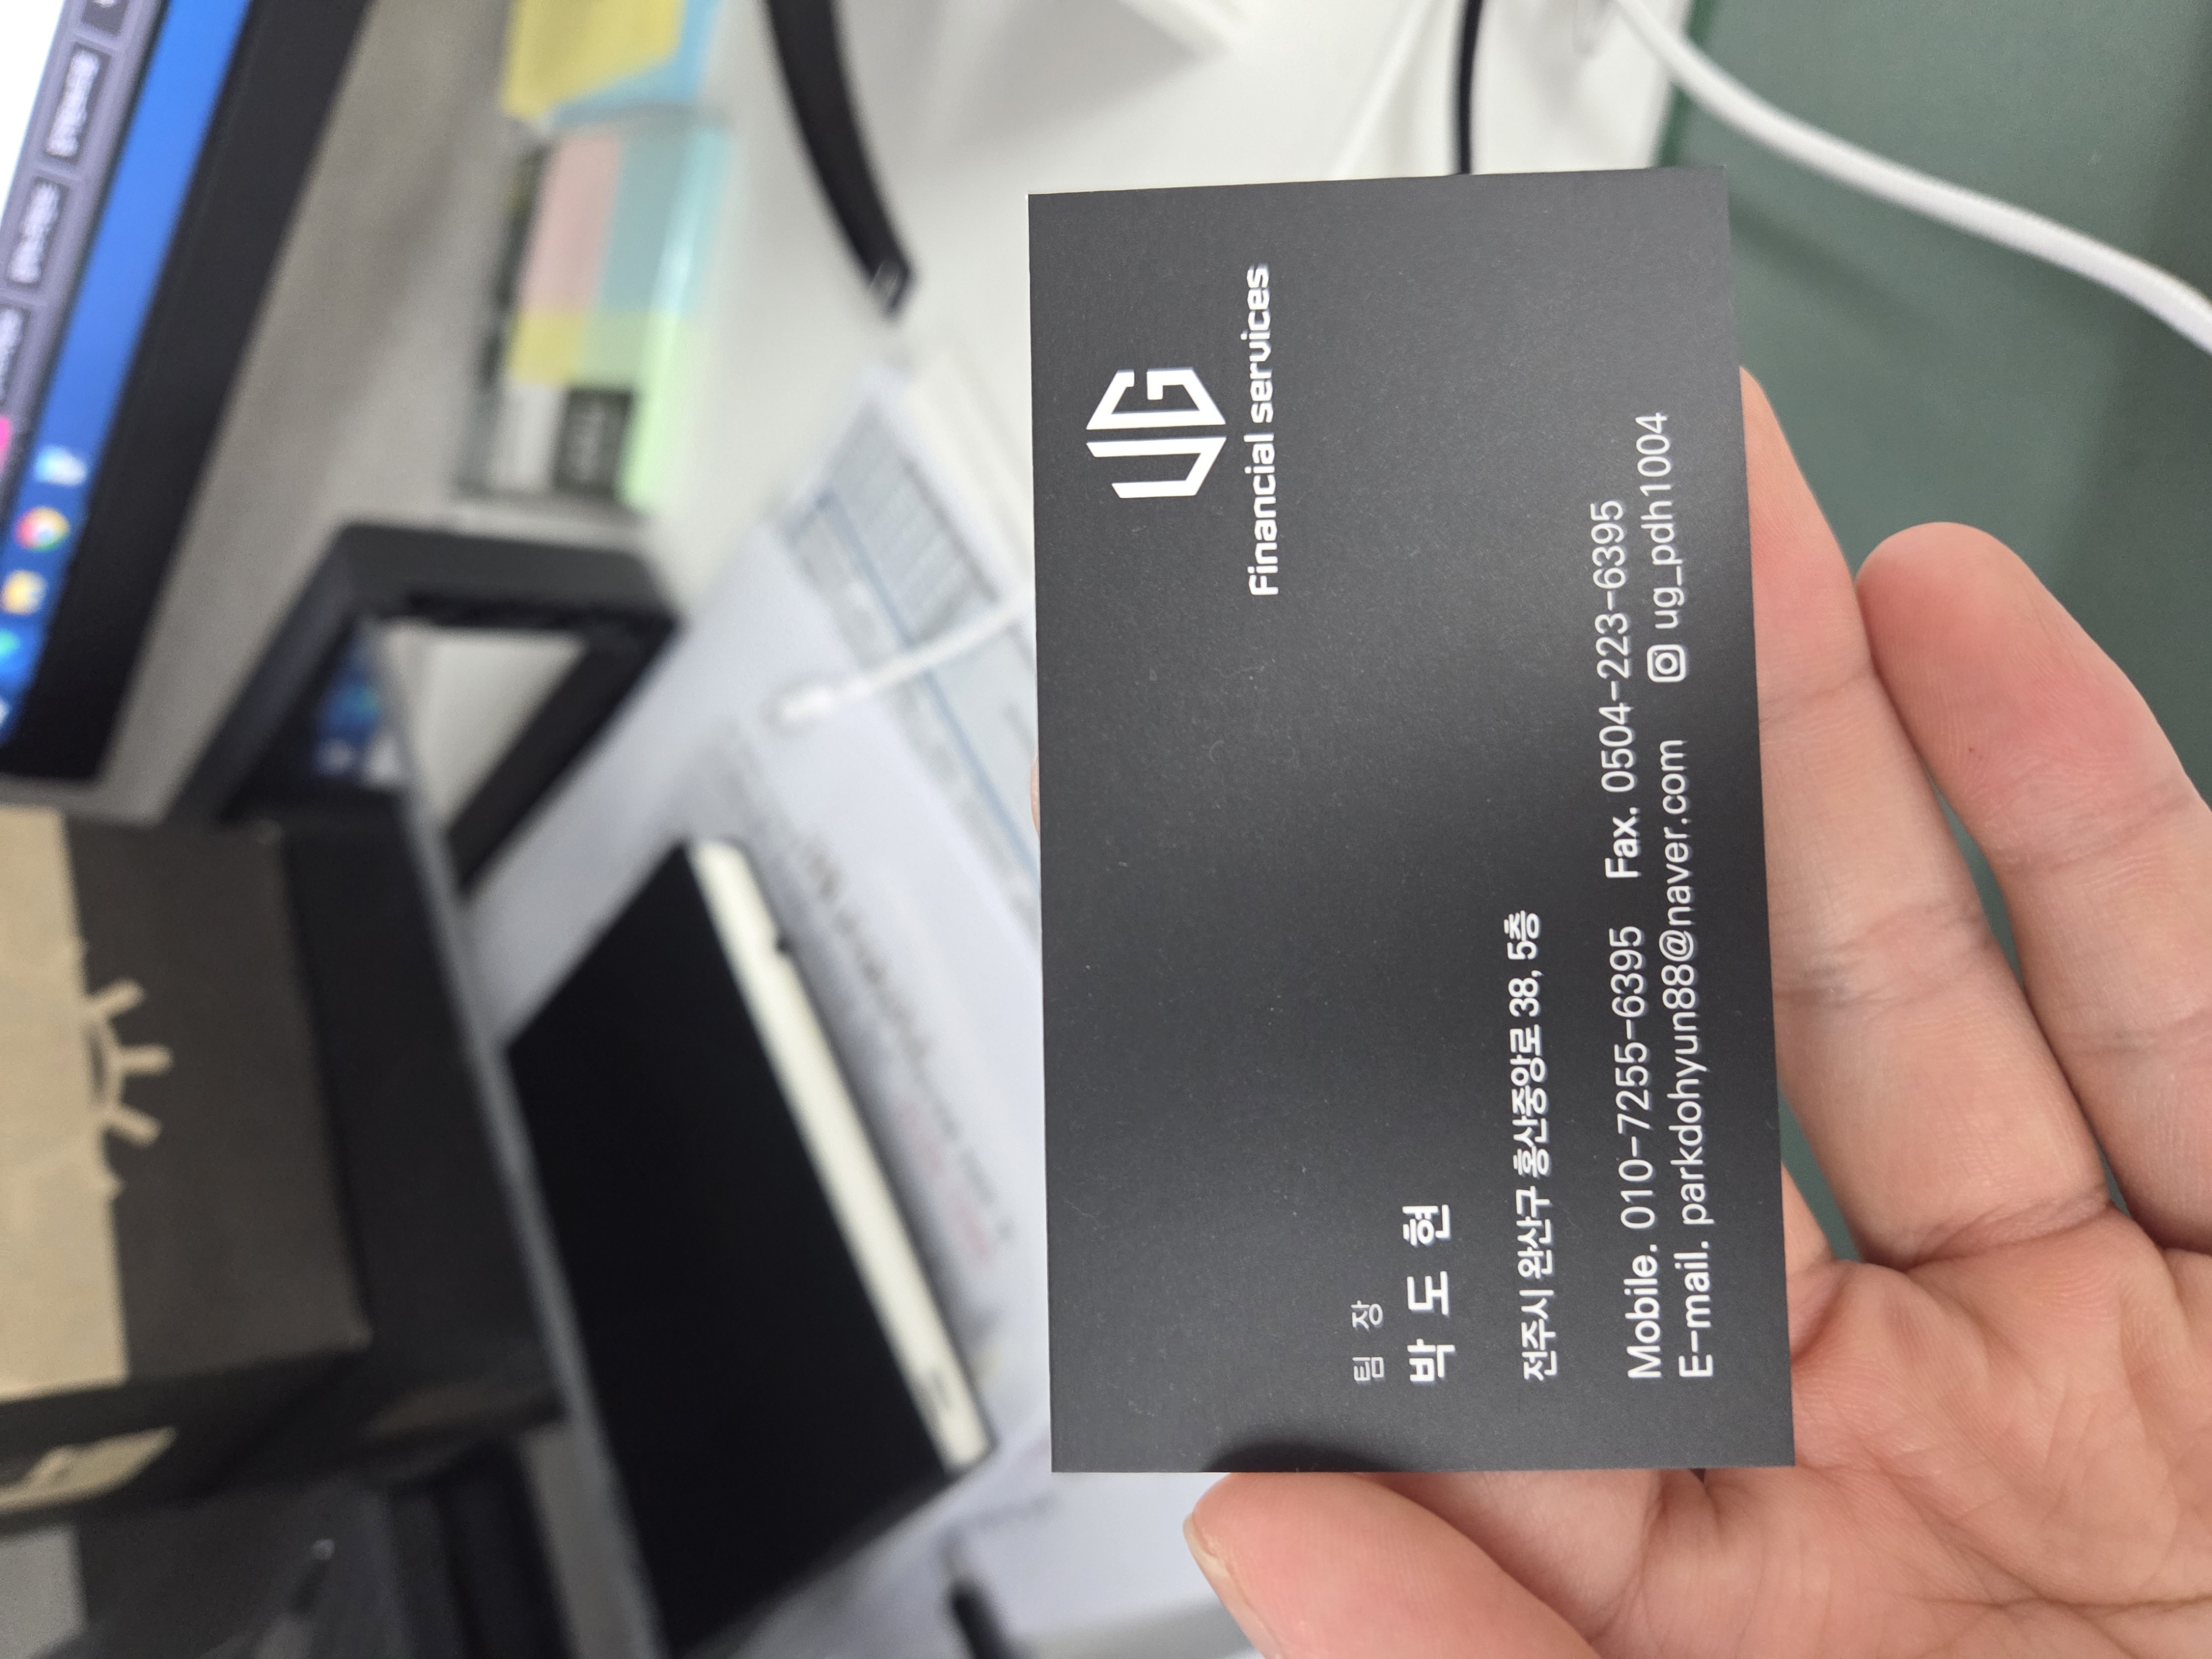 UG
Financial services
팀 장
박 도 현
전주시 완산구 홍산중앙로 38, 5층
Mobile. 010-7255-6395 Fax. 0504-223-6395
E-mail. parkdohyun88@naver.com ug_pdh1004